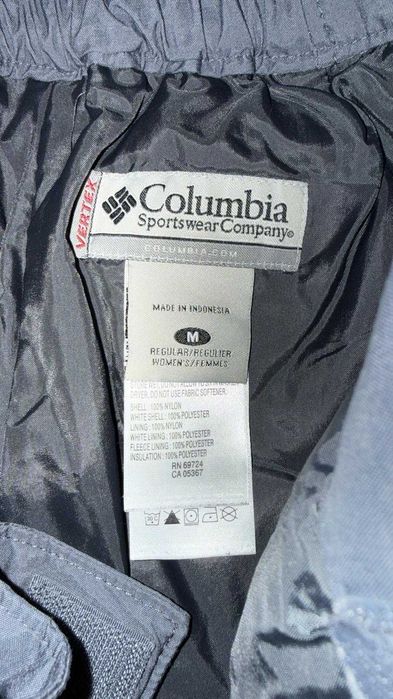 VERTEX
Columbia
Sportswear Company®
COLUMBIA.COM
MADE IN INDONESIA
M
REGULAR/REGULIER
WOMEN'S/FEMMES
DRYER. DO NOT USE FABRIC SOFTENER.
SHELL: 100% NYLON
WHITE SHELL: 100% POLYESTER
LINING: 100% NYLON
WHITE LINING: 100% POLYESTER
FLEECE LINING: 100% POLYESTER
INSULATION: 100% POLYESTER
RN 69724
CA 05367